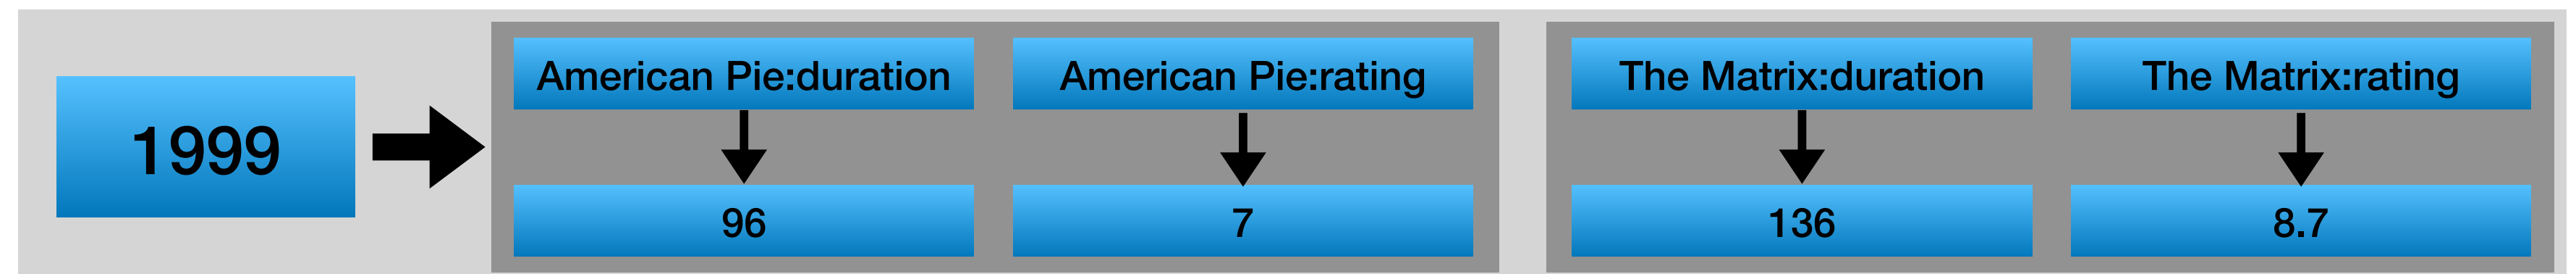 1999
American Pie:duration
American Pie:rating
The Matrix:duration
The Matrix:rating
96
7
136
8.7